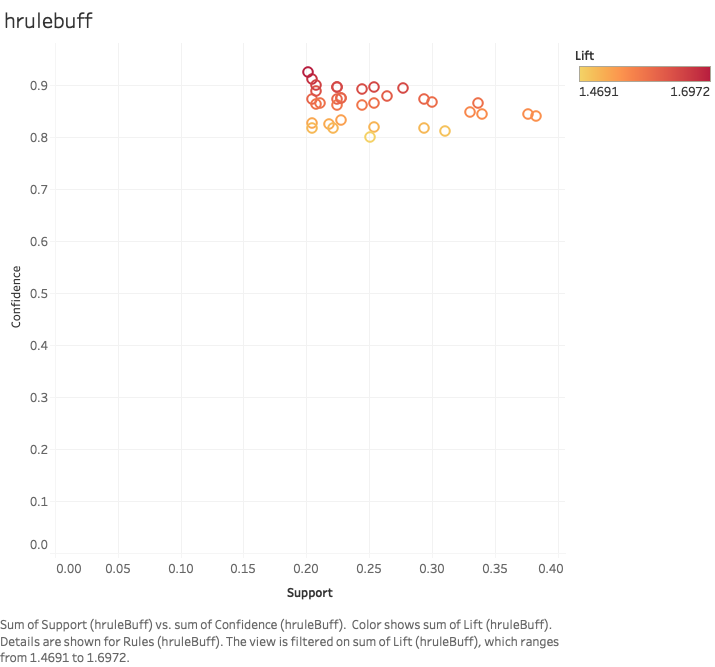 hrulebuff
Lift
1.4691 1.6972
0.9
0.8
0.7
0.6
0.5
0.4
0.3
0.2
0.1
0.0
Confidence
0.00 0.05 0.10 0.15 0.20 0.25 0.30 0.35 0.40
Support
Sum of Support (hruleBuff) vs. sum of Confidence (hruleBuff). Color shows sum of Lift (hruleBuff).
Details are shown for Rules (hruleBuff). The view is filtered on sum of Lift (hruleBuff), which ranges
from 1.4691 to 1.6972.